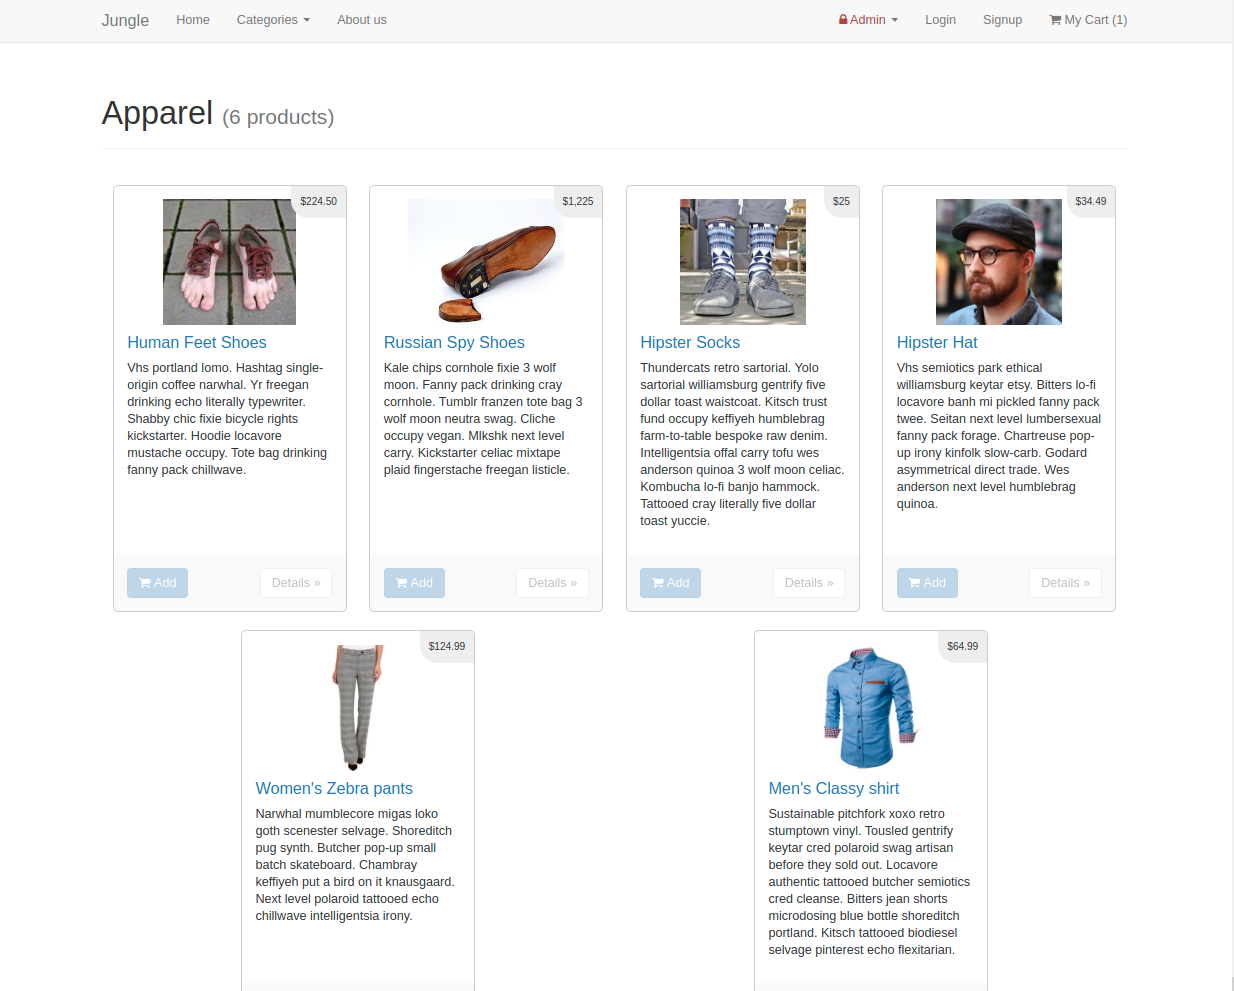 Jungle Home Categories About us Admin Login Signup My Cart (1)
Apparel (6 products)
$224.50
Human Feet Shoes
Vhs portland lomo. Hashtag single-
origin coffee narwhal. Yr freegan
drinking echo literally typewriter.
Shabby chic fixie bicycle rights
kickstarter. Hoodie locavore
mustache occupy. Tote bag drinking
fanny pack chillwave.
Add Details »
$1,225
Russian Spy Shoes
Kale chips cornhole fixie 3 wolf
moon. Fanny pack drinking cray
cornhole. Tumblr franzen tote bag 3
wolf moon neutra swag. Cliche
occupy vegan. Mlkshk next level
carry. Kickstarter celiac mixtape
plaid fingerstache freegan listicle.
Add Details »
$25
Hipster Socks
Thundercats retro sartorial. Yolo
sartorial williamsburg gentrify five
dollar toast waistcoat. Kitsch trust
fund occupy keffiyeh humblebrag
farm-to-table bespoke raw denim.
Intelligentsia offal carry tofu wes
anderson quinoa 3 wolf moon celiac.
Kombucha lo-fi banjo hammock.
Tattooed cray literally five dollar
toast yuccie.
Add Details »
$34.49
Hipster Hat
Vhs semiotics park ethical
williamsburg keytar etsy. Bitters lo-fi
locavore banh mi pickled fanny pack
twee. Seitan next level lumbersexual
fanny pack forage. Chartreuse pop-
up irony kinfolk slow-carb. Godard
asymmetrical direct trade. Wes
anderson next level humblebrag
quinoa.
Add Details »
$124.99
Women's Zebra pants
Narwhal mumblecore migas loko
goth scenester selvage. Shoreditch
pug synth. Butcher pop-up small
batch skateboard. Chambray
keffiyeh put a bird on it knausgaard.
Next level polaroid tattooed echo
chillwave intelligentsia irony.
$64.99
Men's Classy shirt
Sustainable pitchfork xoxo retro
stumptown vinyl. Tousled gentrify
keytar cred polaroid swag artisan
before they sold out. Locavore
authentic tattooed butcher semiotics
cred cleanse. Bitters jean shorts
microdosing blue bottle shoreditch
portland. Kitsch tattooed biodiesel
selvage pinterest echo flexitarian.